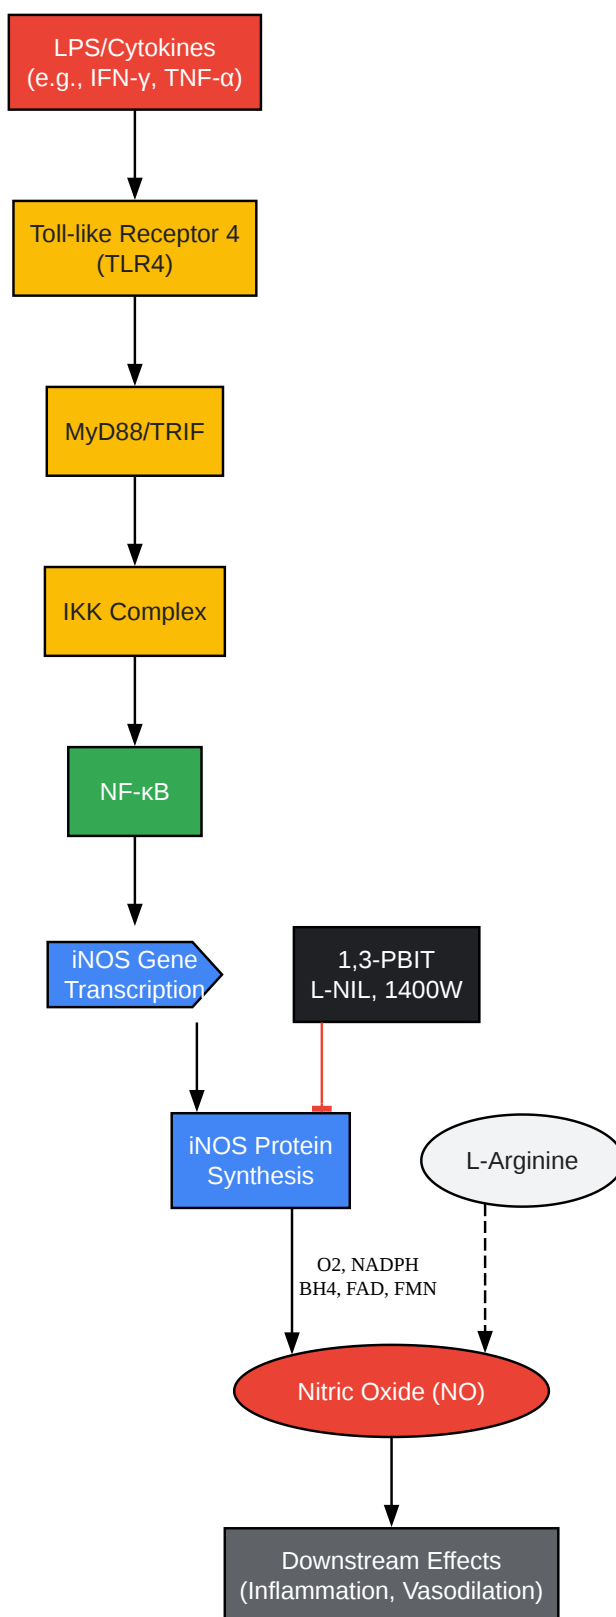 LPS/Cytokines
(e.g., IFN-γ, TNF-α)
Toll-like Receptor 4
(TLR4)
MyD88/TRIF
IKK Complex
NF-κB
iNOS Gene
Transcription
1,3-PBIT
L-NIL, 1400W
iNOS Protein
Synthesis
L-Arginine
O2, NADPH
BH4, FAD, FMN
Nitric Oxide (NO)
Downstream Effects
(Inflammation, Vasodilation)